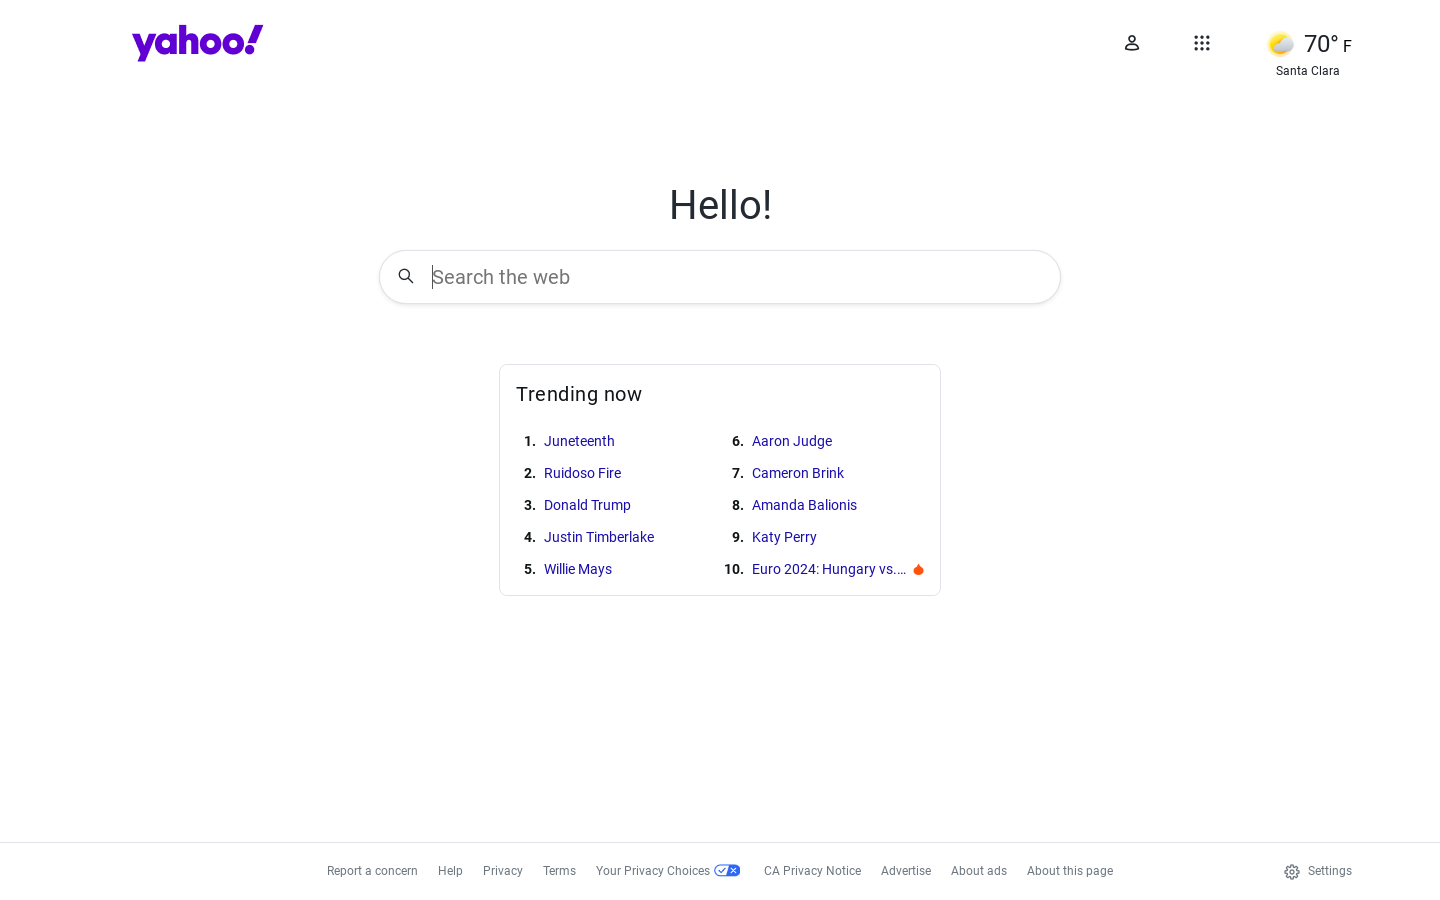 yahoo!
70° F
Santa Clara
Hello!
Search the web
Trending now
1. Juneteenth
2. Ruidoso Fire
3. Donald Trump
4. Justin Timberlake
5. Willie Mays
6. Aaron Judge
7. Cameron Brink
8. Amanda Balionis
9. Katy Perry
10. Euro 2024: Hungary vs....
Report a concern Help Privacy Terms Your Privacy Choices CA Privacy Notice Advertise About ads About this page Settings